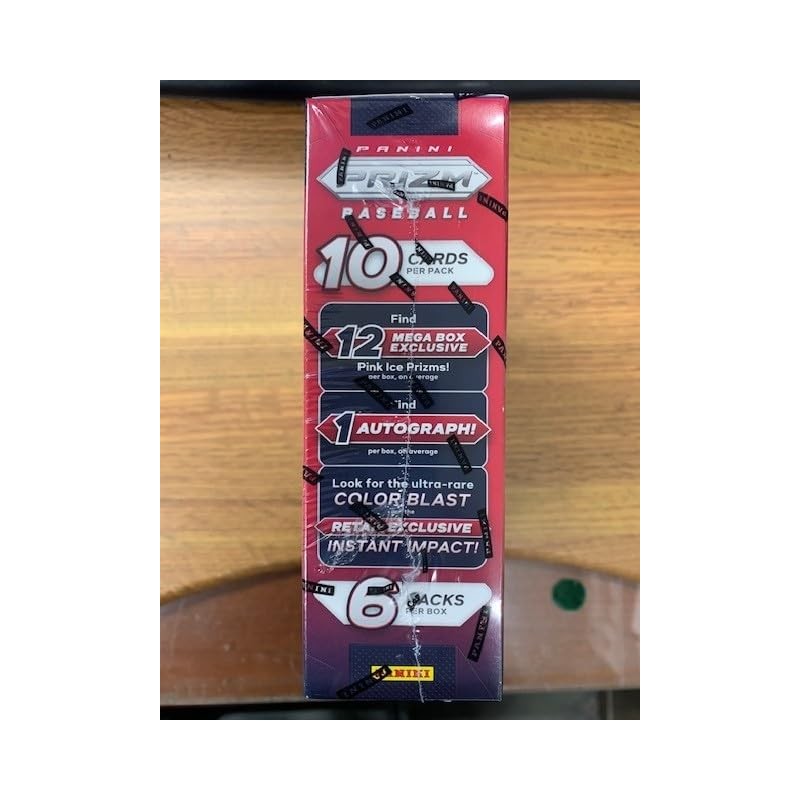 PANINI
PRIZM
BASEBALL
10 CARDS
PER PACK
Find
12 MEGA BOX
EXCLUSIVE
Pink Ice Prizms!
per box, on average
Find
1 AUTOGRAPH!
per box, on average
Look for the ultra-rare
COLOR BLAST
RETAIL EXCLUSIVE
INSTANT IMPACT!
6 PACKS
PER BOX
PANINI